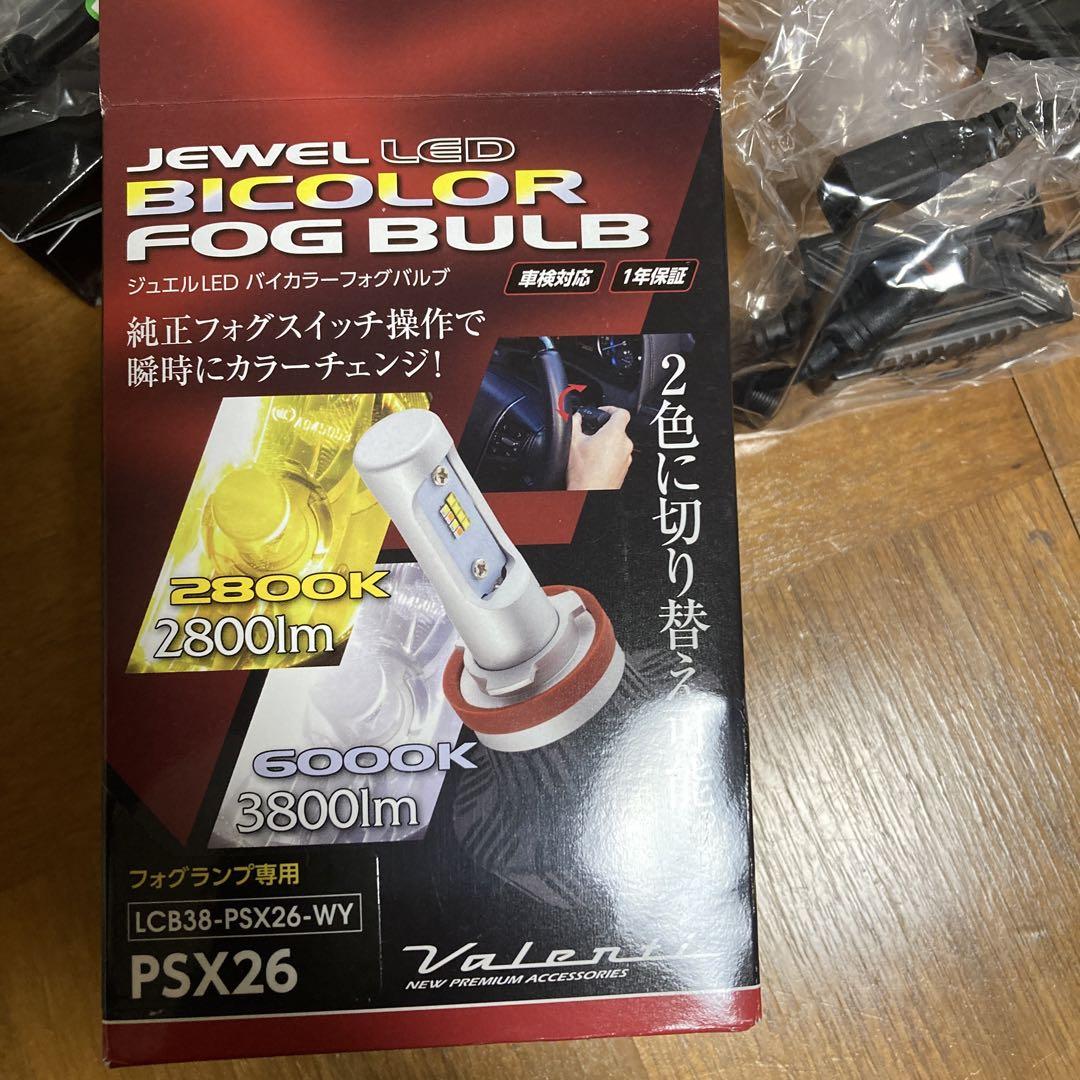 JEWEL LED
BICOLOR
FOG BULB
ジュエルLED バイカラーフォグバルブ
車検対応
1年保証
純正フォグスイッチ操作で
瞬時にカラーチェンジ!
2色に切り替え可能。
2800K
2800lm
6000K
3800lm
フォグランプ専用
LCB38-PSX26-WY
PSX26
Valenti
NEW PREMIUM ACCESSORIES